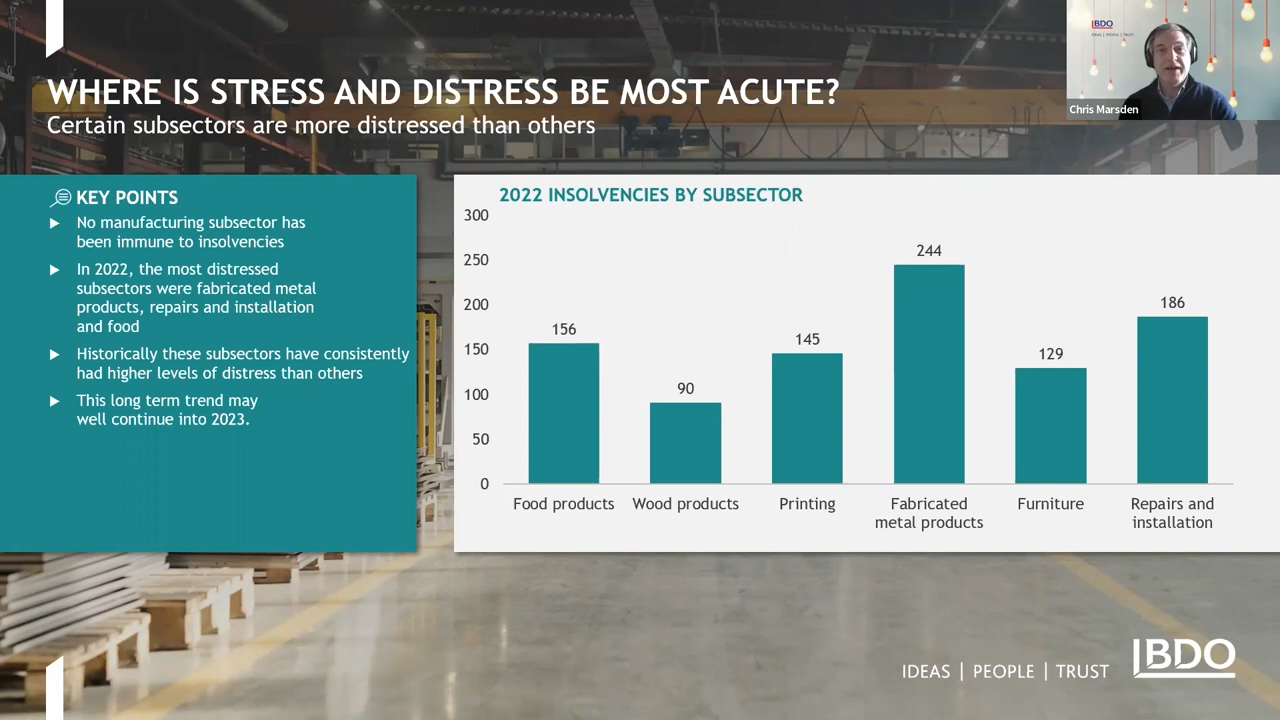 WHERE IS STRESS AND DISTRESS BE MOST ACUTE?
Certain subsectors are more distressed than others
BDO
IDEAS | PEOPLE | TRUST
Chris Marsden
KEY POINTS
No manufacturing subsector has
been immune to insolvencies
In 2022, the most distressed
subsectors were fabricated metal
products, repairs and installation
and food
Historically these subsectors have consistently
had higher levels of distress than others
This long term trend may
well continue into 2023.
2022 INSOLVENCIES BY SUBSECTOR
300
250
200
150
100
50
0
156
90
145
244
129
186
Food products
Wood products
Printing
Fabricated
metal products
Furniture
Repairs and
installation
IDEAS | PEOPLE | TRUST
BDO